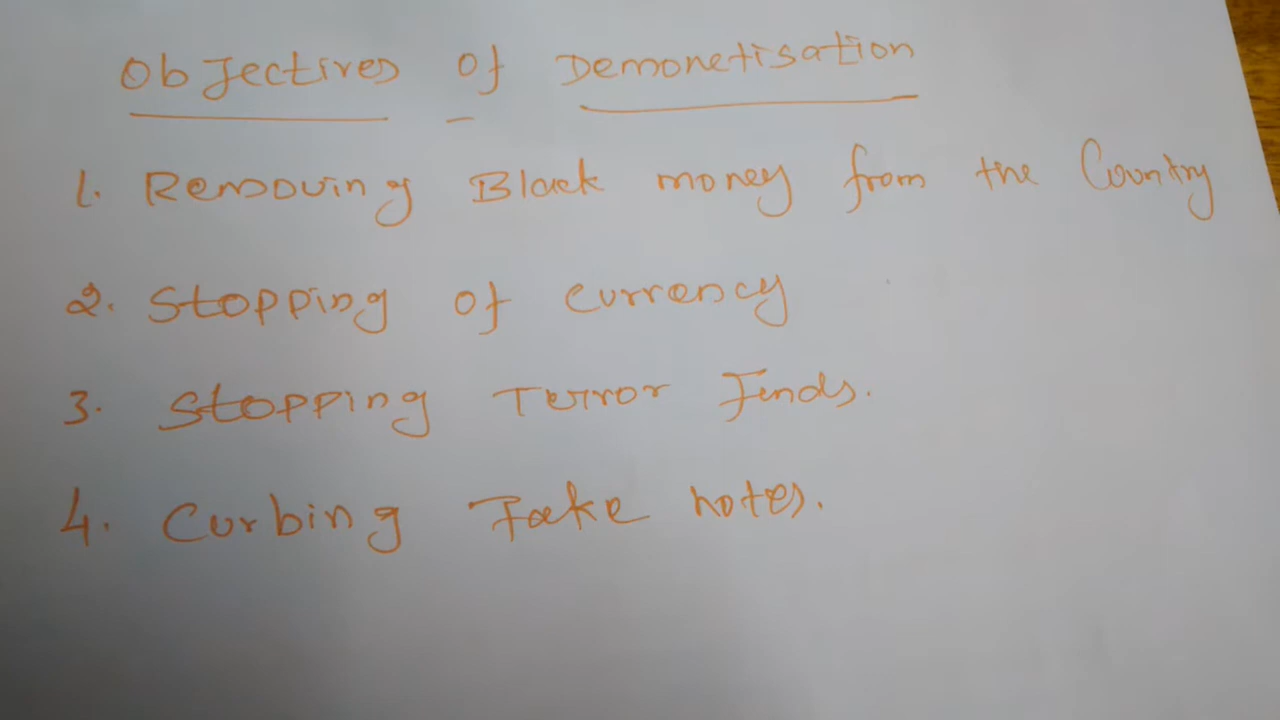 Objectives of Demonetisation
1. Removing Black money from the Country
2. Stopping of currency
3. Stopping Terror Funds.
4. Curbing Fake notes.